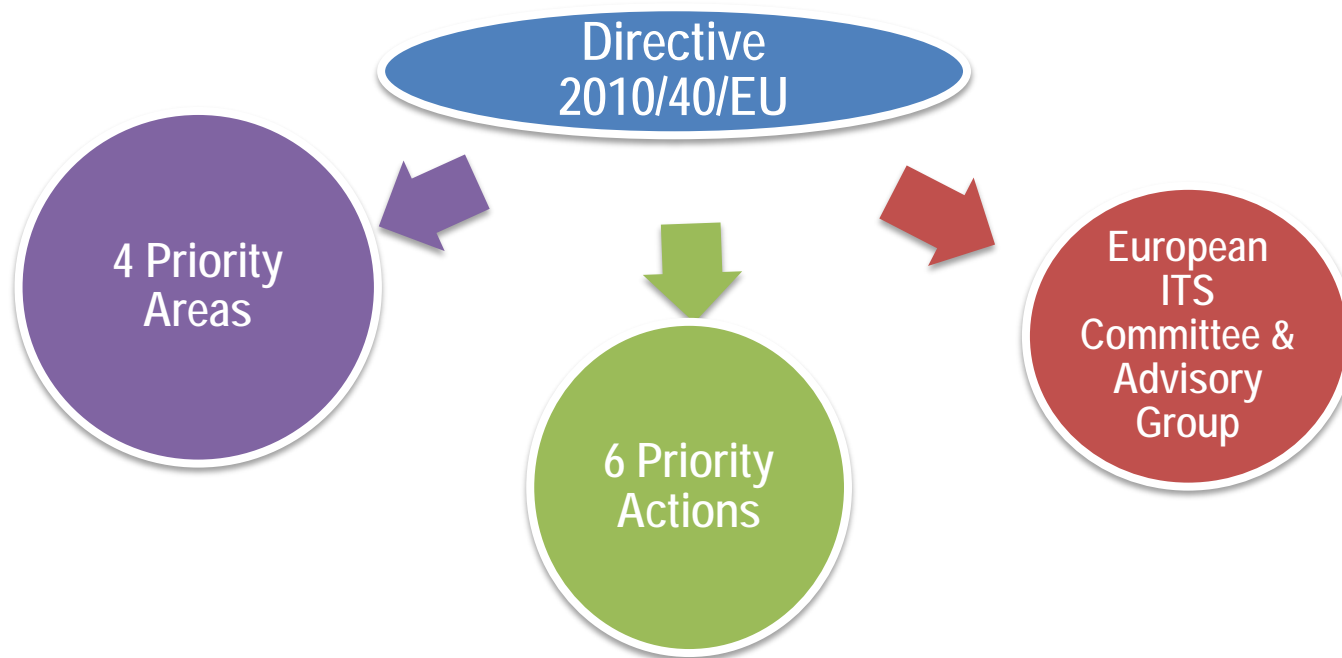 Directive
2010/40/EU
4 Priority
Areas
6 Priority
Actions
European
ITS
Committee &
Advisory
Group